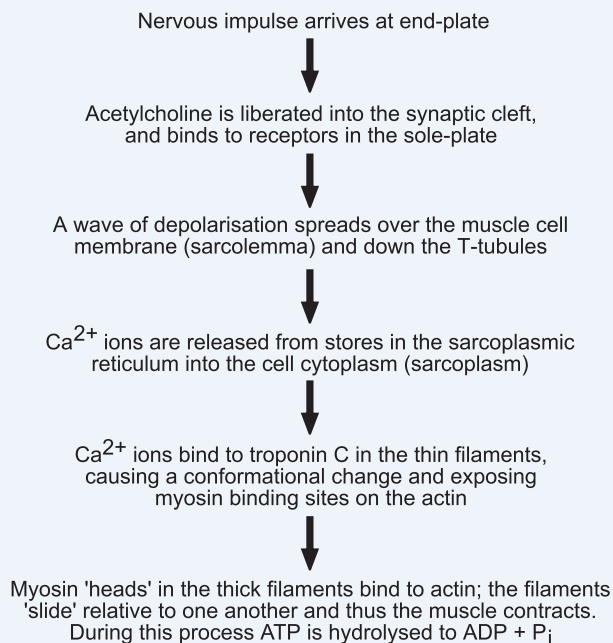 Nervous impulse arrives at end-plate
Acetylcholine is liberated into the synaptic cleft,
and binds to receptors in the sole-plate
A wave of depolarisation spreads over the muscle cell
membrane (sarcolemma) and down the T-tubules
Ca2+ ions are released from stores in the sarcoplasmic
reticulum into the cell cytoplasm (sarcoplasm)
Ca2+ ions bind to troponin C in the thin filaments,
causing a conformational change and exposing
myosin binding sites on the actin
Myosin 'heads' in the thick filaments bind to actin; the filaments
'slide' relative to one another and thus the muscle contracts.
During this process ATP is hydrolysed to ADP + Pi